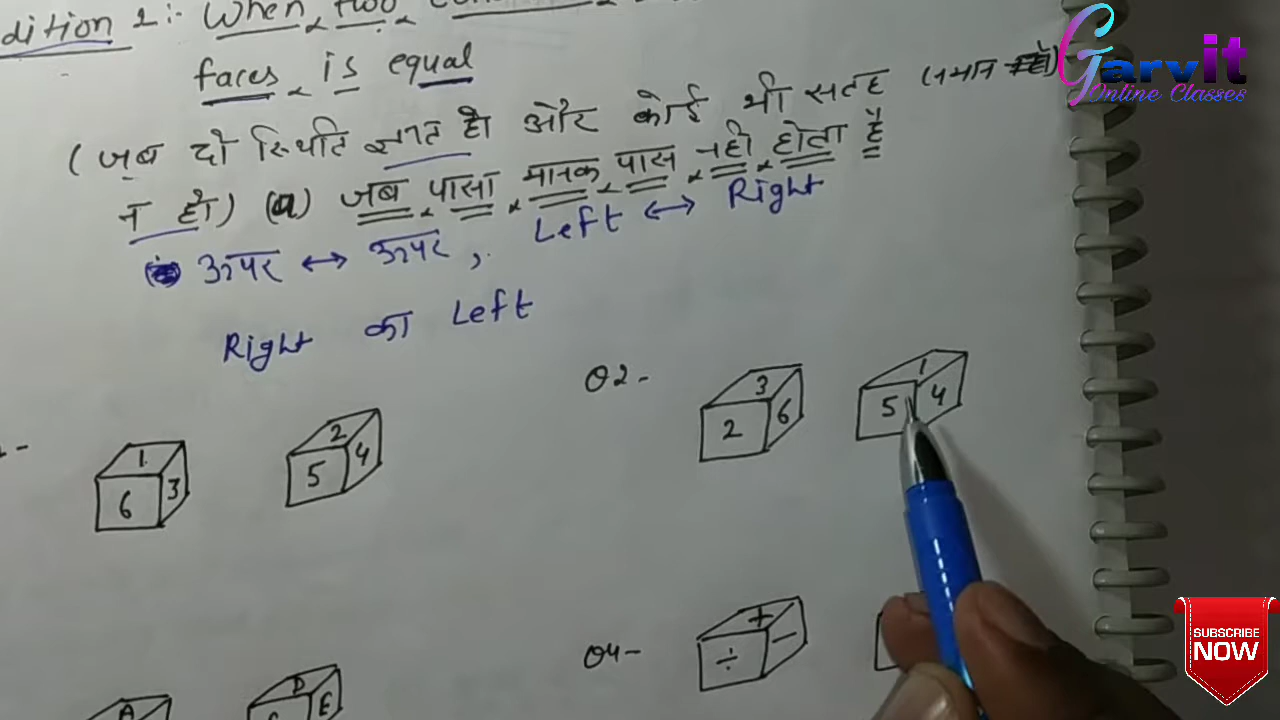 dition 2:- When two
faces is equal
(जब दो स्थिति ज्ञात हो और कोई भी सतह (समान
न हो) (a) जब पासा मानक पास नही होता है
ऊपर ↔ ऊपर, Left ↔ Right
Right का Left
1 6 3
2 5 4
Q2-
3 2 6
1 5 4
A
D E
Q4-
+ ÷ −
Garvit
Online Classes
SUBSCRIBE
NOW